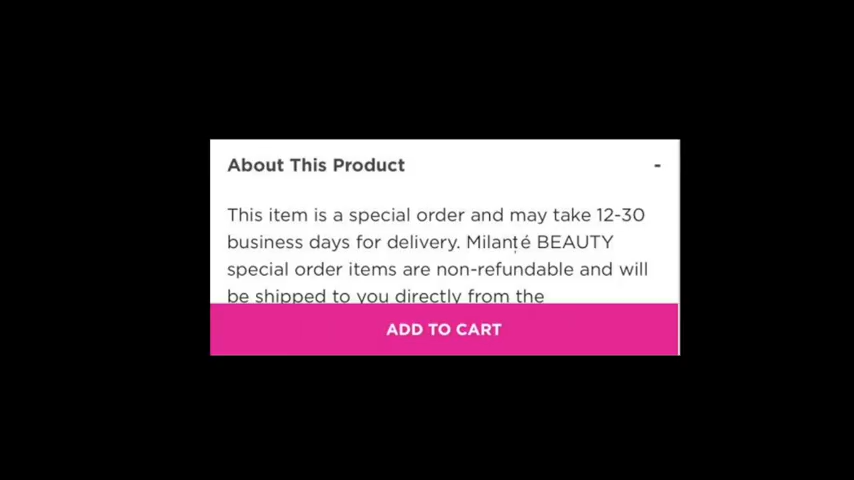 About This Product -
This item is a special order and may take 12-30
business days for delivery. Milanţé BEAUTY
special order items are non-refundable and will
be shipped to you directly from the
ADD TO CART